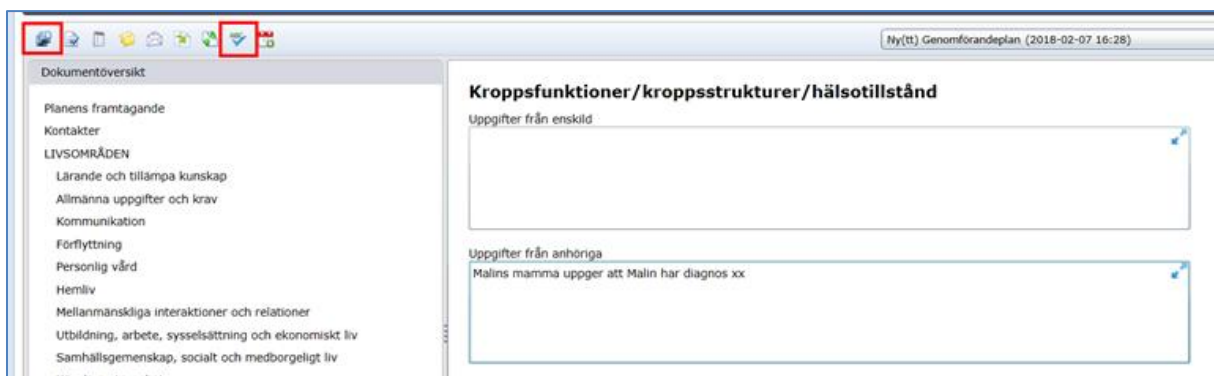 Ny(tt) Genomförandeplan (2018-02-07 16:28)
Dokumentöversikt
Planens framtagande
Kontakter
LIVSOMRÅDEN
Lärande och tillämpa kunskap
Allmänna uppgifter och krav
Kommunikation
Förflyttning
Personlig vård
Hemliv
Mellanmänskliga interaktioner och relationer
Utbildning, arbete, sysselsättning och ekonomiskt liv
Samhällsgemenskap, socialt och medborgeligt liv
Kroppsfunktioner/kroppsstrukturer/hälsotillstånd
Uppgifter från enskild
Uppgifter från anhöriga
Malins mamma uppger att Malin har diagnos xx